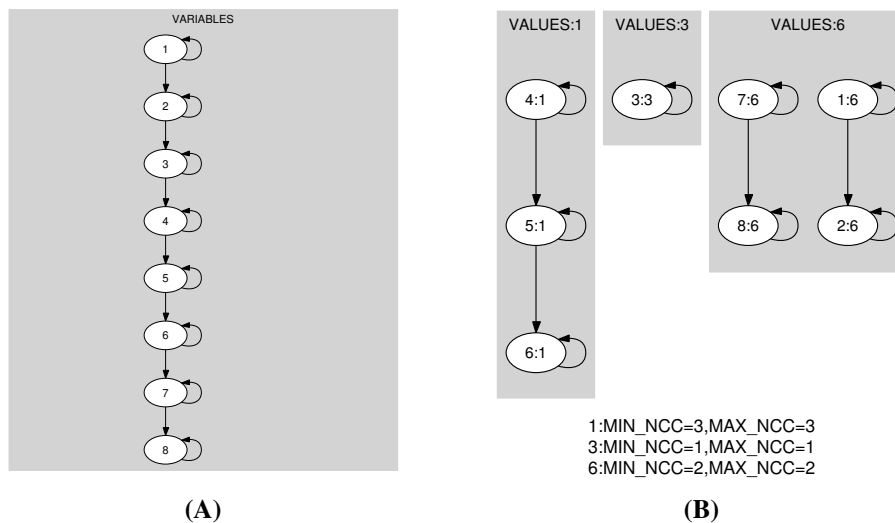 VARIABLES
1
2
3
4
5
6
7
8
(A)
VALUES:1
VALUES:3
VALUES:6
4:1
3:3
7:6
1:6
5:1
8:6
2:6
6:1
1:MIN_NCC=3,MAX_NCC=3
3:MIN_NCC=1,MAX_NCC=1
6:MIN_NCC=2,MAX_NCC=2
(B)